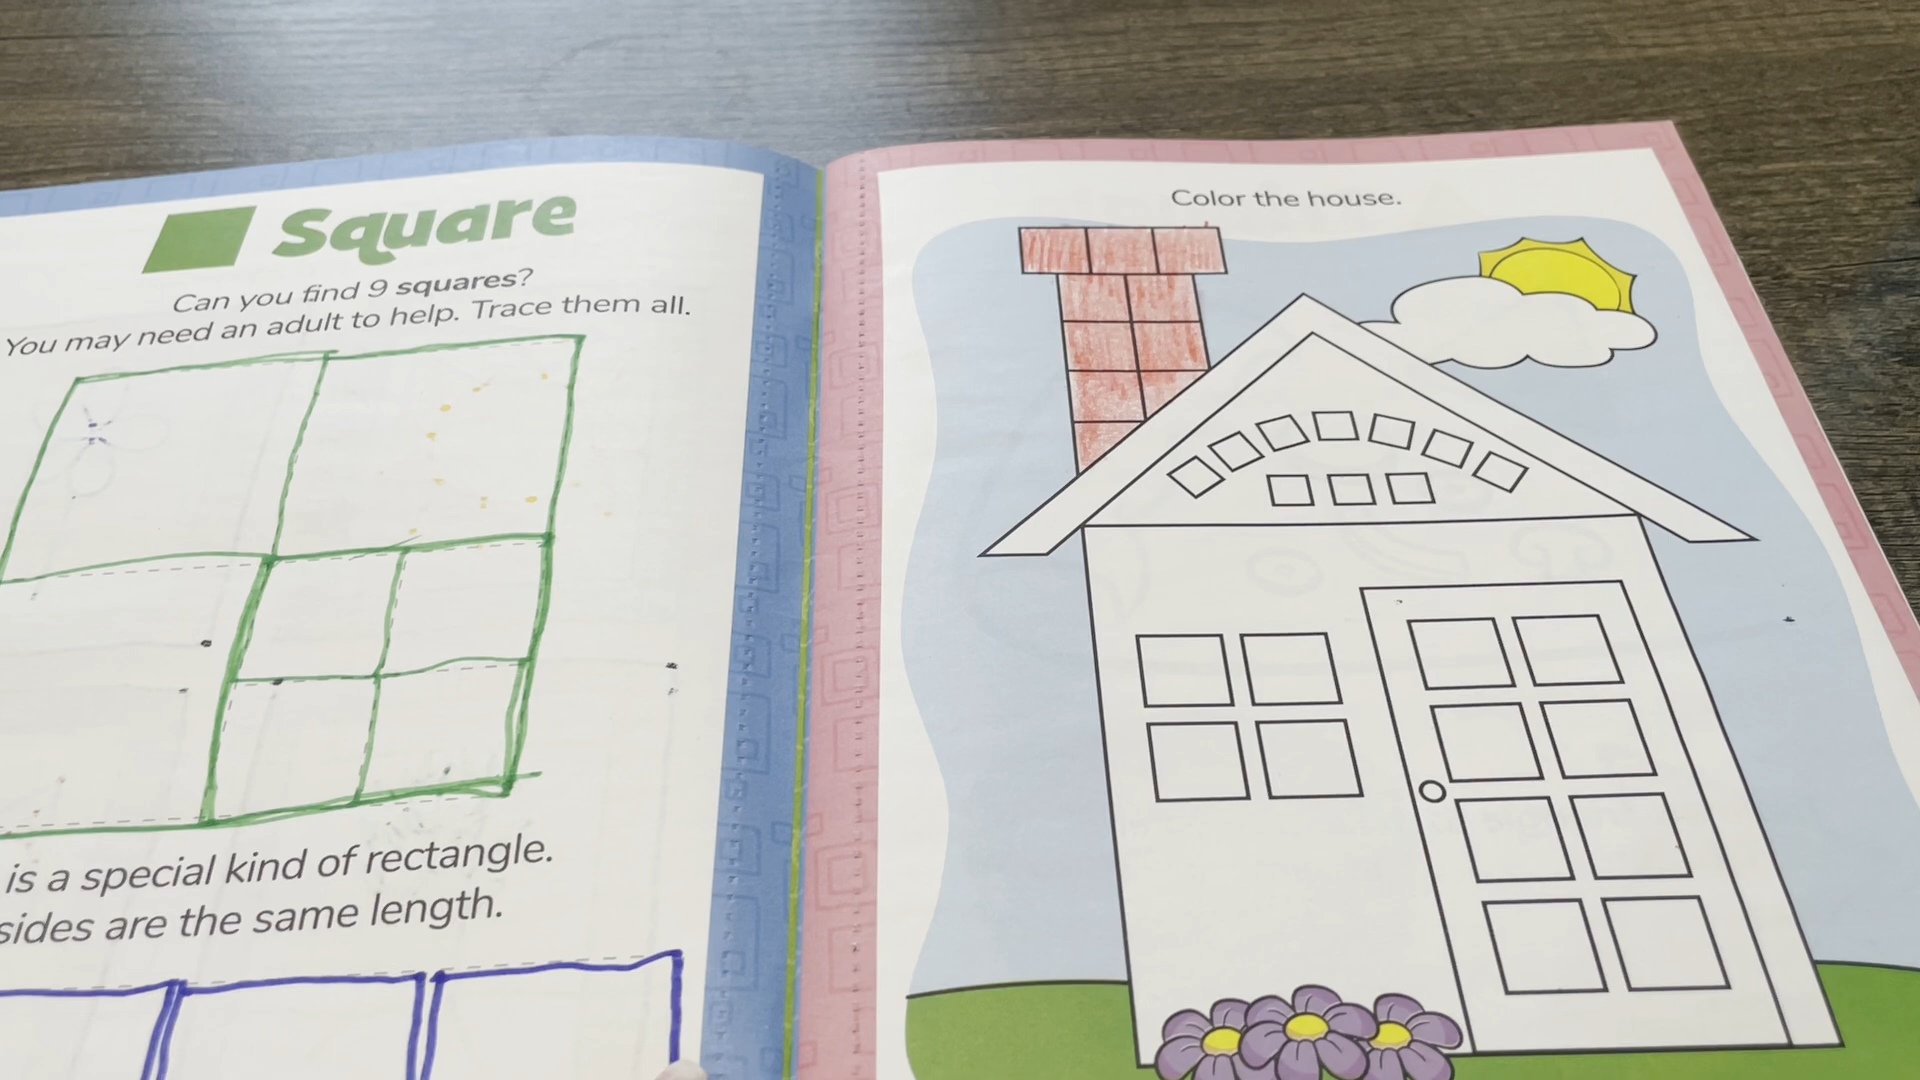 Square
Can you find 9 squares?
You may need an adult to help. Trace them all.
is a special kind of rectangle.
sides are the same length.
Color the house.